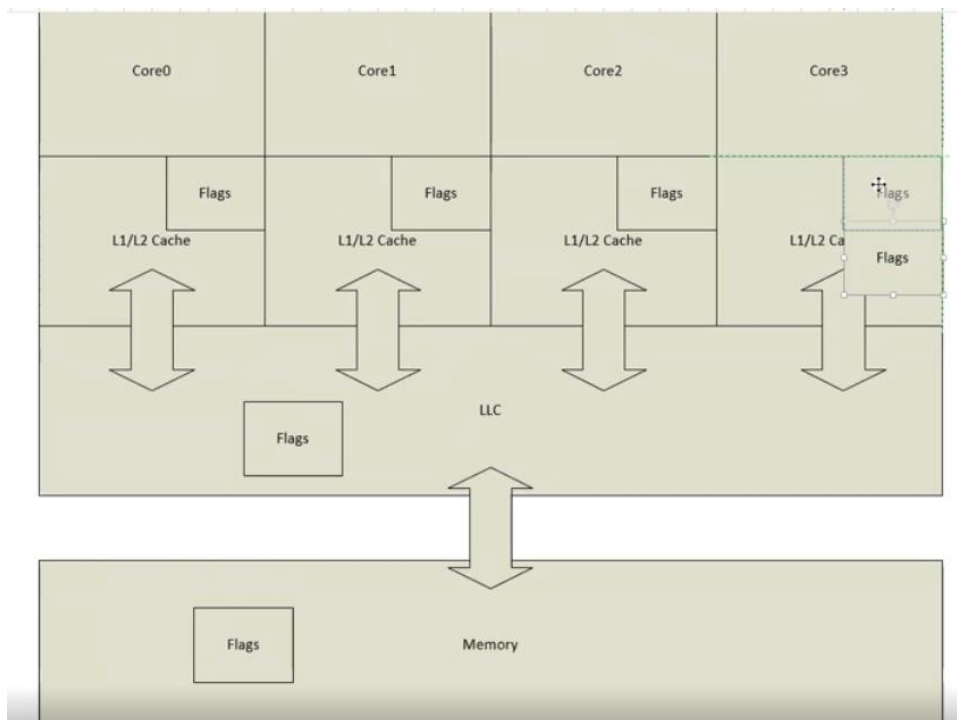 Core0
Core1
Core2
Core3
Flags
Flags
Flags
Flags
L1/L2 Cache
L1/L2 Cache
L1/L2 Cache
L1/L2 Ca
Flags
LLC
Flags
Flags
Memory